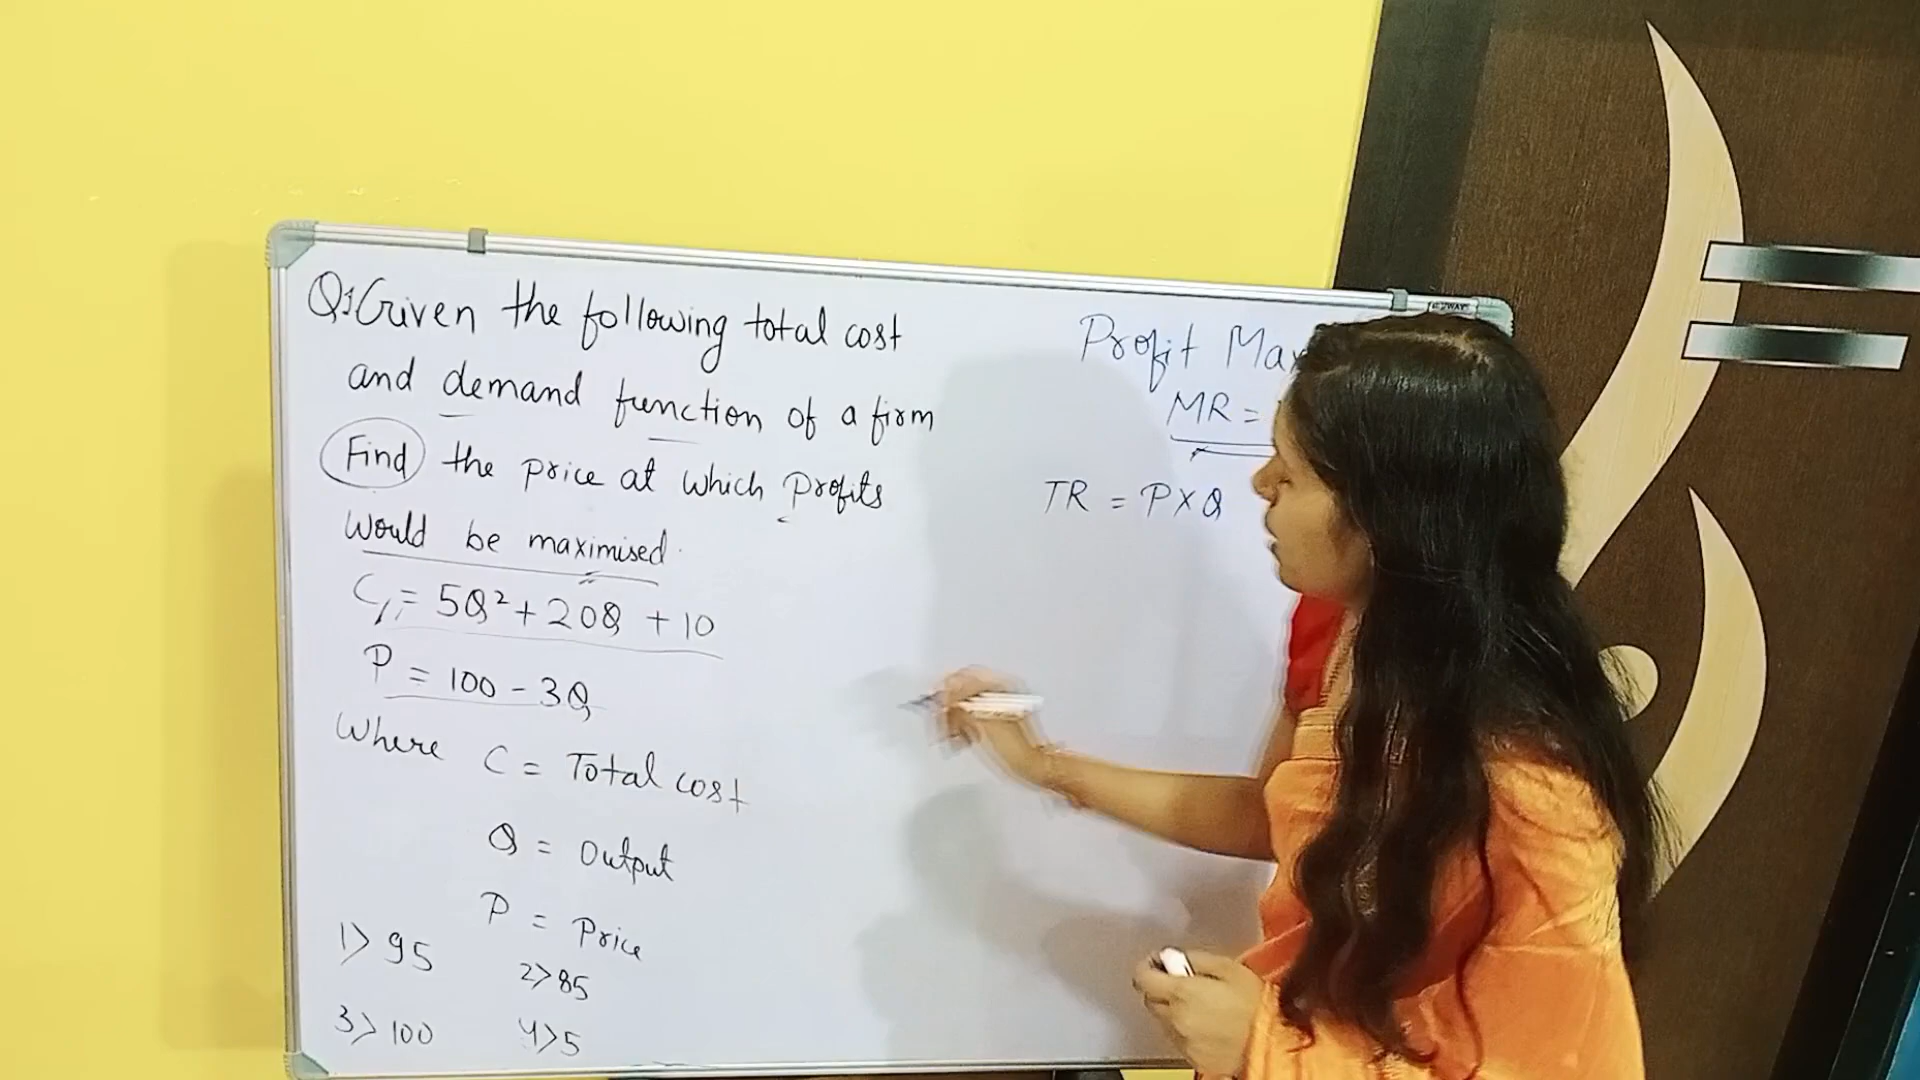 Q1 Given the following total cost
and demand function of a firm
Find the price at which profits
would be maximised.
C = 5Q² + 20Q + 10
P = 100 - 3Q
Where C = Total cost
Q = Output
P = Price
1> 95
2> 85
3> 100
4> 5
Profit
MR =
TR = P X Q